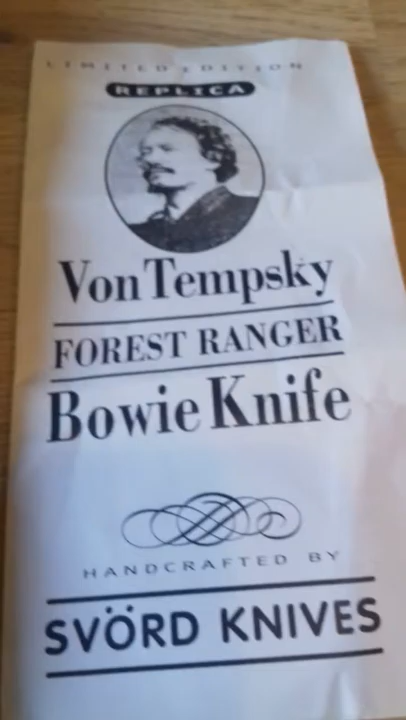 LIMITED EDITION
REPLICA
Von Tempsky
FOREST RANGER
Bowie Knife
HANDCRAFTED BY
SVÖRD KNIVES